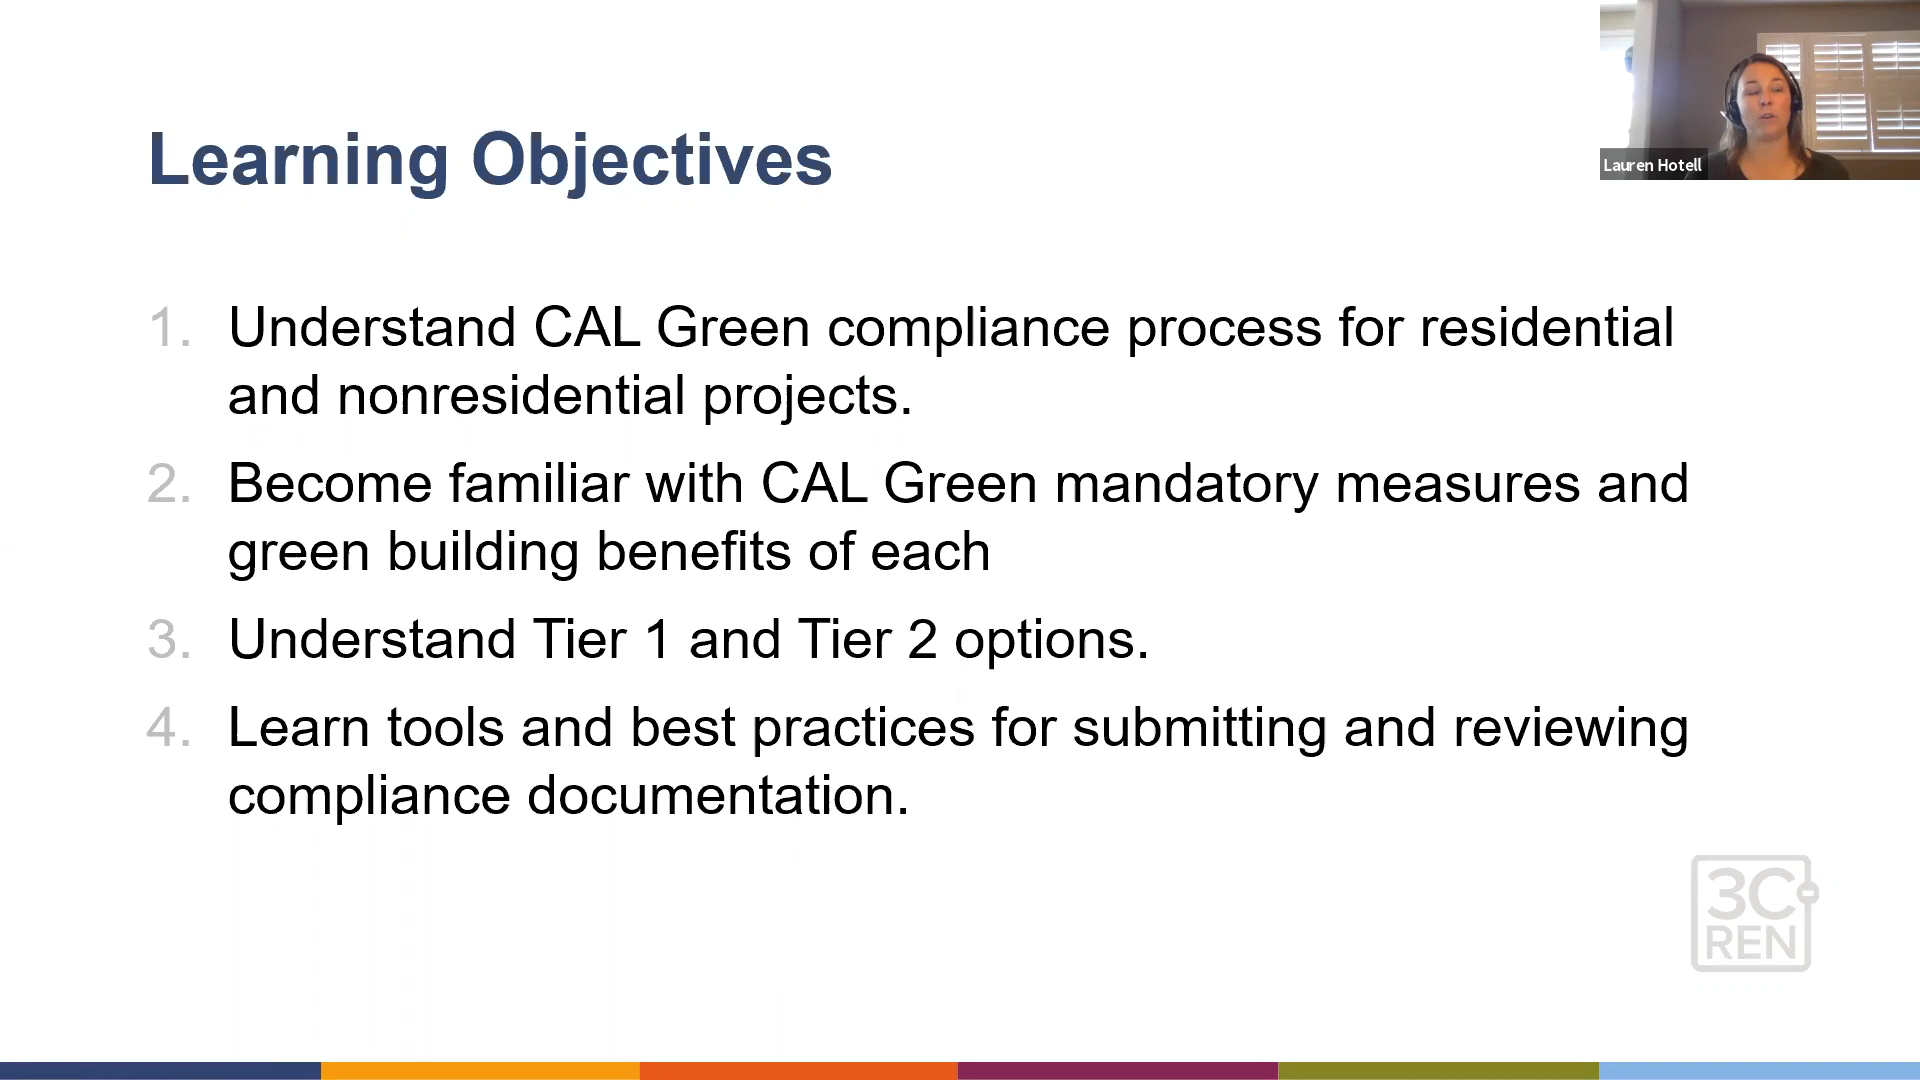 Learning Objectives
Lauren Hotell
1. Understand CAL Green compliance process for residential
and nonresidential projects.
2. Become familiar with CAL Green mandatory measures and
green building benefits of each
3. Understand Tier 1 and Tier 2 options.
4. Learn tools and best practices for submitting and reviewing
compliance documentation.
3C-
REN